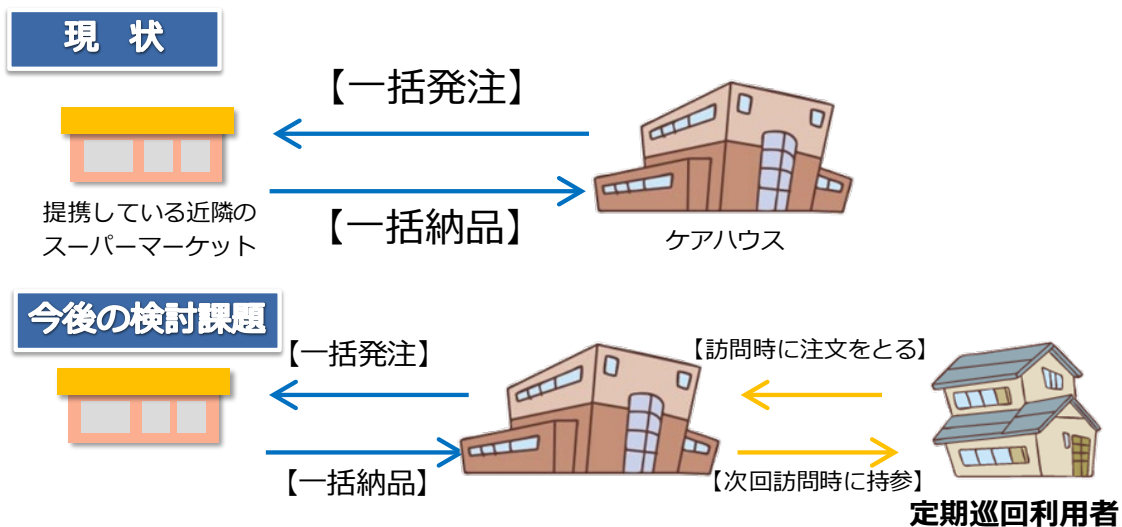 現　状
【一括発注】
提携している近隣の
スーパーマーケット
【一括納品】
ケアハウス
今後の検討課題
【一括発注】
【訪問時に注文をとる】
【一括納品】
【次回訪問時に持参】
定期巡回利用者